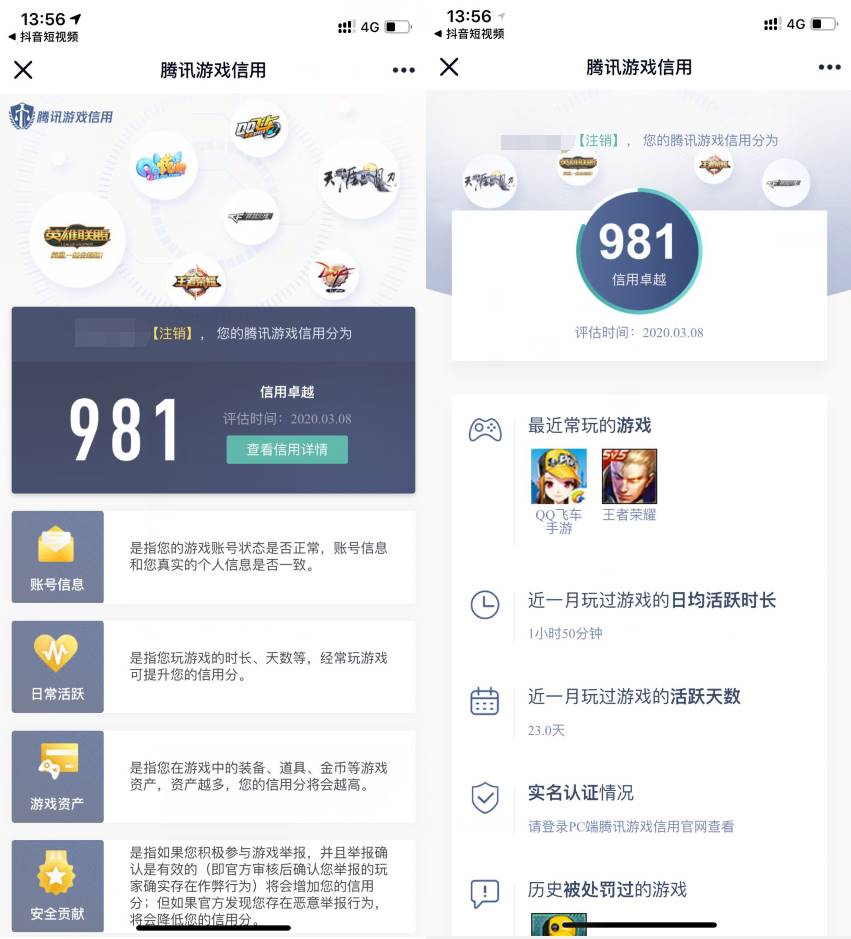 13:56
4G
抖音短视频
腾讯游戏信用
腾讯游戏信用
QQ飞车
天涯明月刀
英雄联盟
王者荣耀
【注销】, 您的腾讯游戏信用分为
981
信用卓越
评估时间：2020.03.08
查看信用详情
账号信息
是指您的游戏账号状态是否正常，账号信息
和您真实的个人信息是否一致。
日常活跃
是指您玩游戏的时长、天数等，经常玩游戏
可提升您的信用分。
游戏资产
是指您在游戏中的装备、道具、金币等游戏
资产，资产越多，您的信用分将会越高。
安全贡献
是指如果您积极参与游戏举报，并且举报确
认是有效的（即官方审核后确认您举报的玩
家确实存在作弊行为）将会增加您的信用
分；但如果官方发现您存在恶意举报行为，
将会降低您的信用分。
13:56
4G
抖音短视频
腾讯游戏信用
【注销】, 您的腾讯游戏信用分为
天涯明月刀
英雄联盟
王者荣耀
981
信用卓越
评估时间：2020.03.08
最近常玩的游戏
5V5
QQ飞车
手游
王者荣耀
近一月玩过游戏的日均活跃时长
1小时50分钟
近一月玩过游戏的活跃天数
23.0天
实名认证情况
请登录PC端腾讯游戏信用官网查看
历史被处罚过的游戏